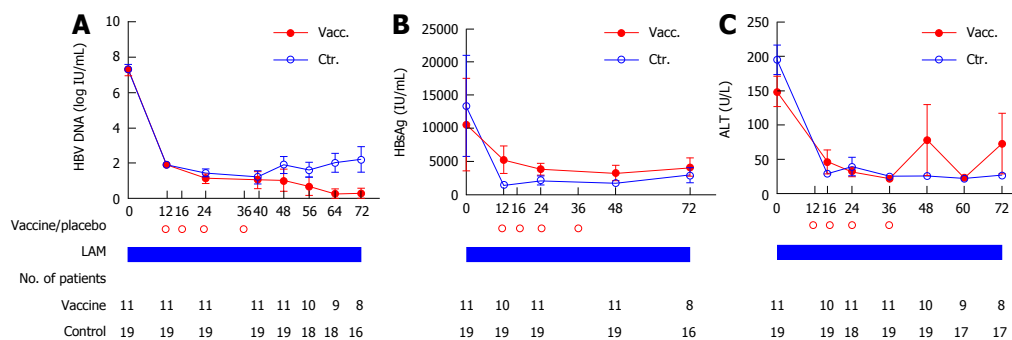 A
HBV DNA (log IU/mL)
10
8
6
4
2
0
Vacc.
Ctr.
0 12 16 24 36 40 48 56 64 72
B
HBsAg (IU/mL)
25000
20000
15000
10000
5000
0
Vacc.
Ctr.
0 12 16 24 36 48 72
C
ALT (U/L)
250
200
150
100
50
0
Vacc.
Ctr.
0 12 16 24 36 48 60 72
Vaccine/placebo
LAM
No. of patients
Vaccine 11 11 11 11 11 10 9 8 11 10 11 11 8 11 10 11 11 10 9 8
Control 19 19 19 19 19 18 18 16 19 19 19 19 16 19 19 18 19 19 17 17